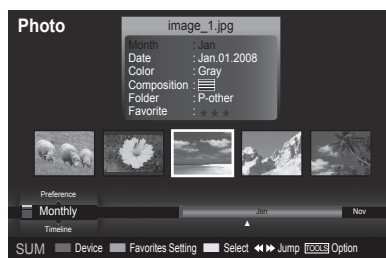 Photo
image_1.jpg
Month : Jan
Date : Jan.01.2008
Color : Gray
Composition :
Folder : P-other
Favorite : ★ ★ ★
Preference
Monthly
Jan
Nov
Timeline
SUM Device Favorites Setting Select Jump TOOLS Option